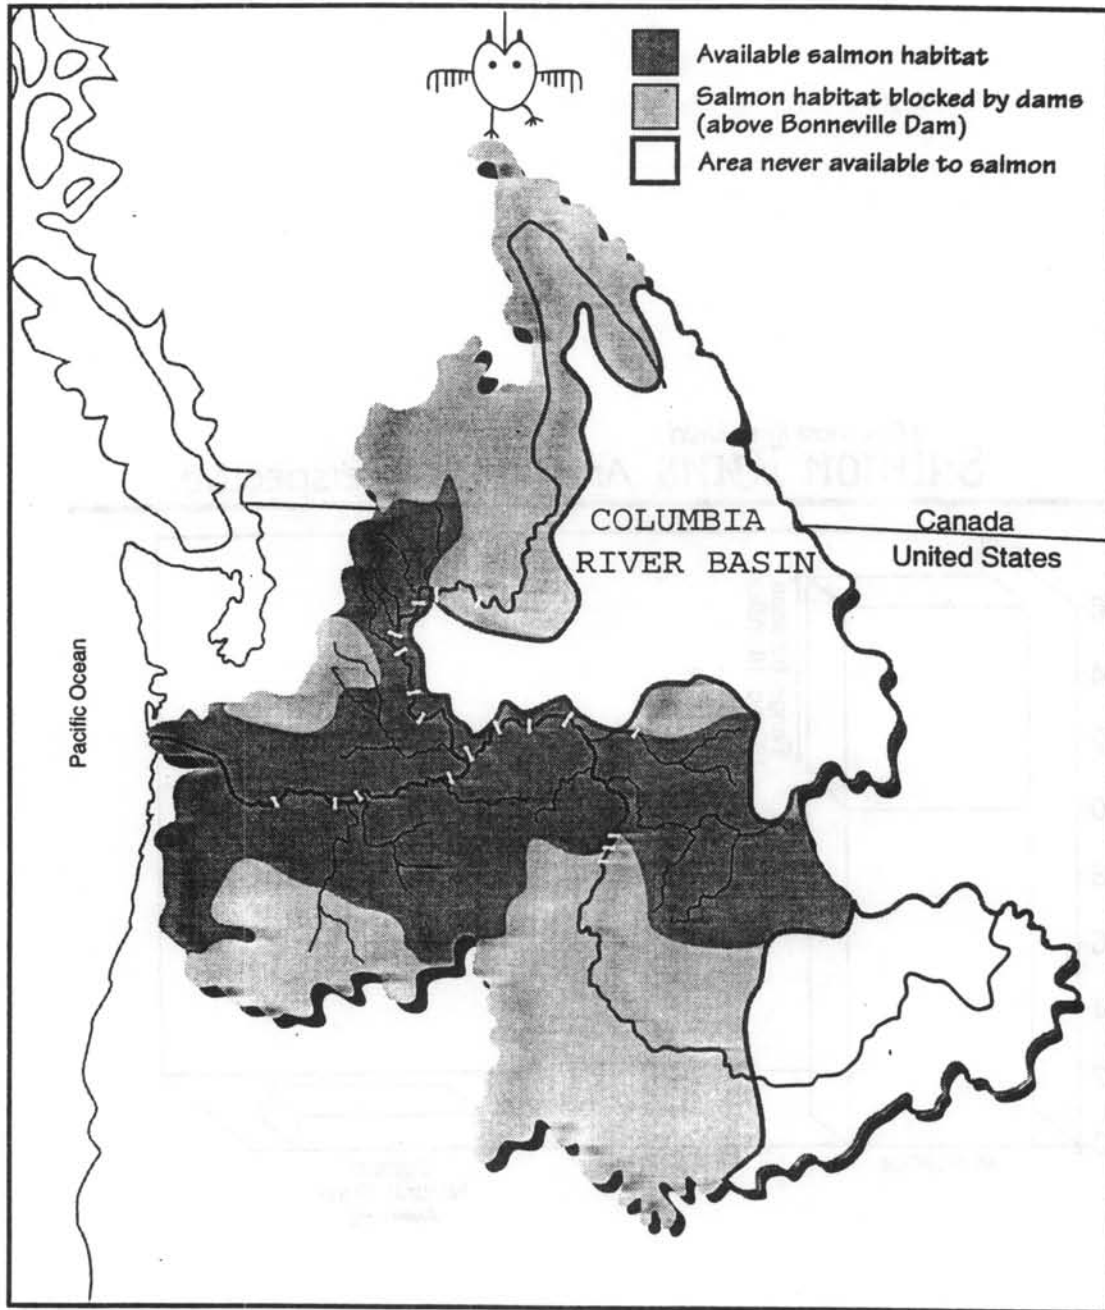 Available salmon habitat
Salmon habitat blocked by dams
(above Bonneville Dam)
Area never available to salmon
COLUMBIA
RIVER BASIN
Canada
United States
Pacific Ocean